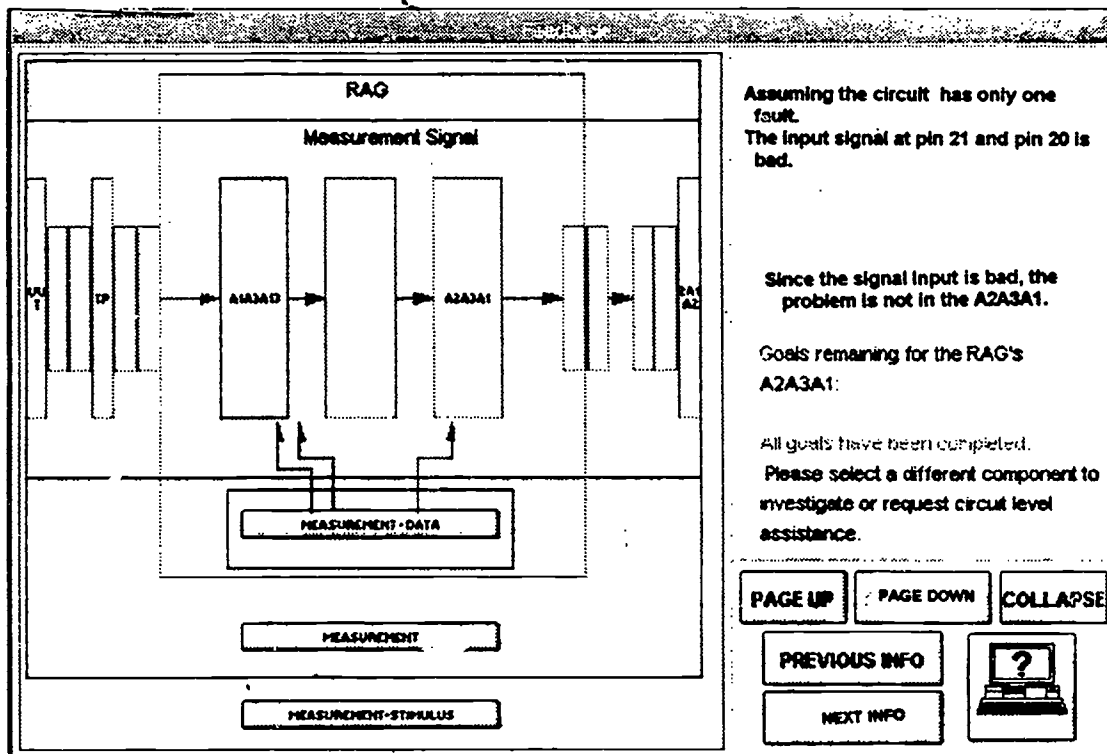 RAG
Measurement Signal
TP
A1A3A13
A2A3A1
MEASUREMENT-DATA
MEASUREMENT
MEASUREMENT-STIMULUS
Assuming the circuit has only one
fault.
The input signal at pin 21 and pin 20 is
bad.
Since the signal input is bad, the
problem is not in the A2A3A1.
Goals remaining for the RAG's
A2A3A1:
All goals have been completed.
Please select a different component to
investigate or request circuit level
assistance.
PAGE UP
PAGE DOWN
COLLAPSE
PREVIOUS INFO
?
NEXT INFO